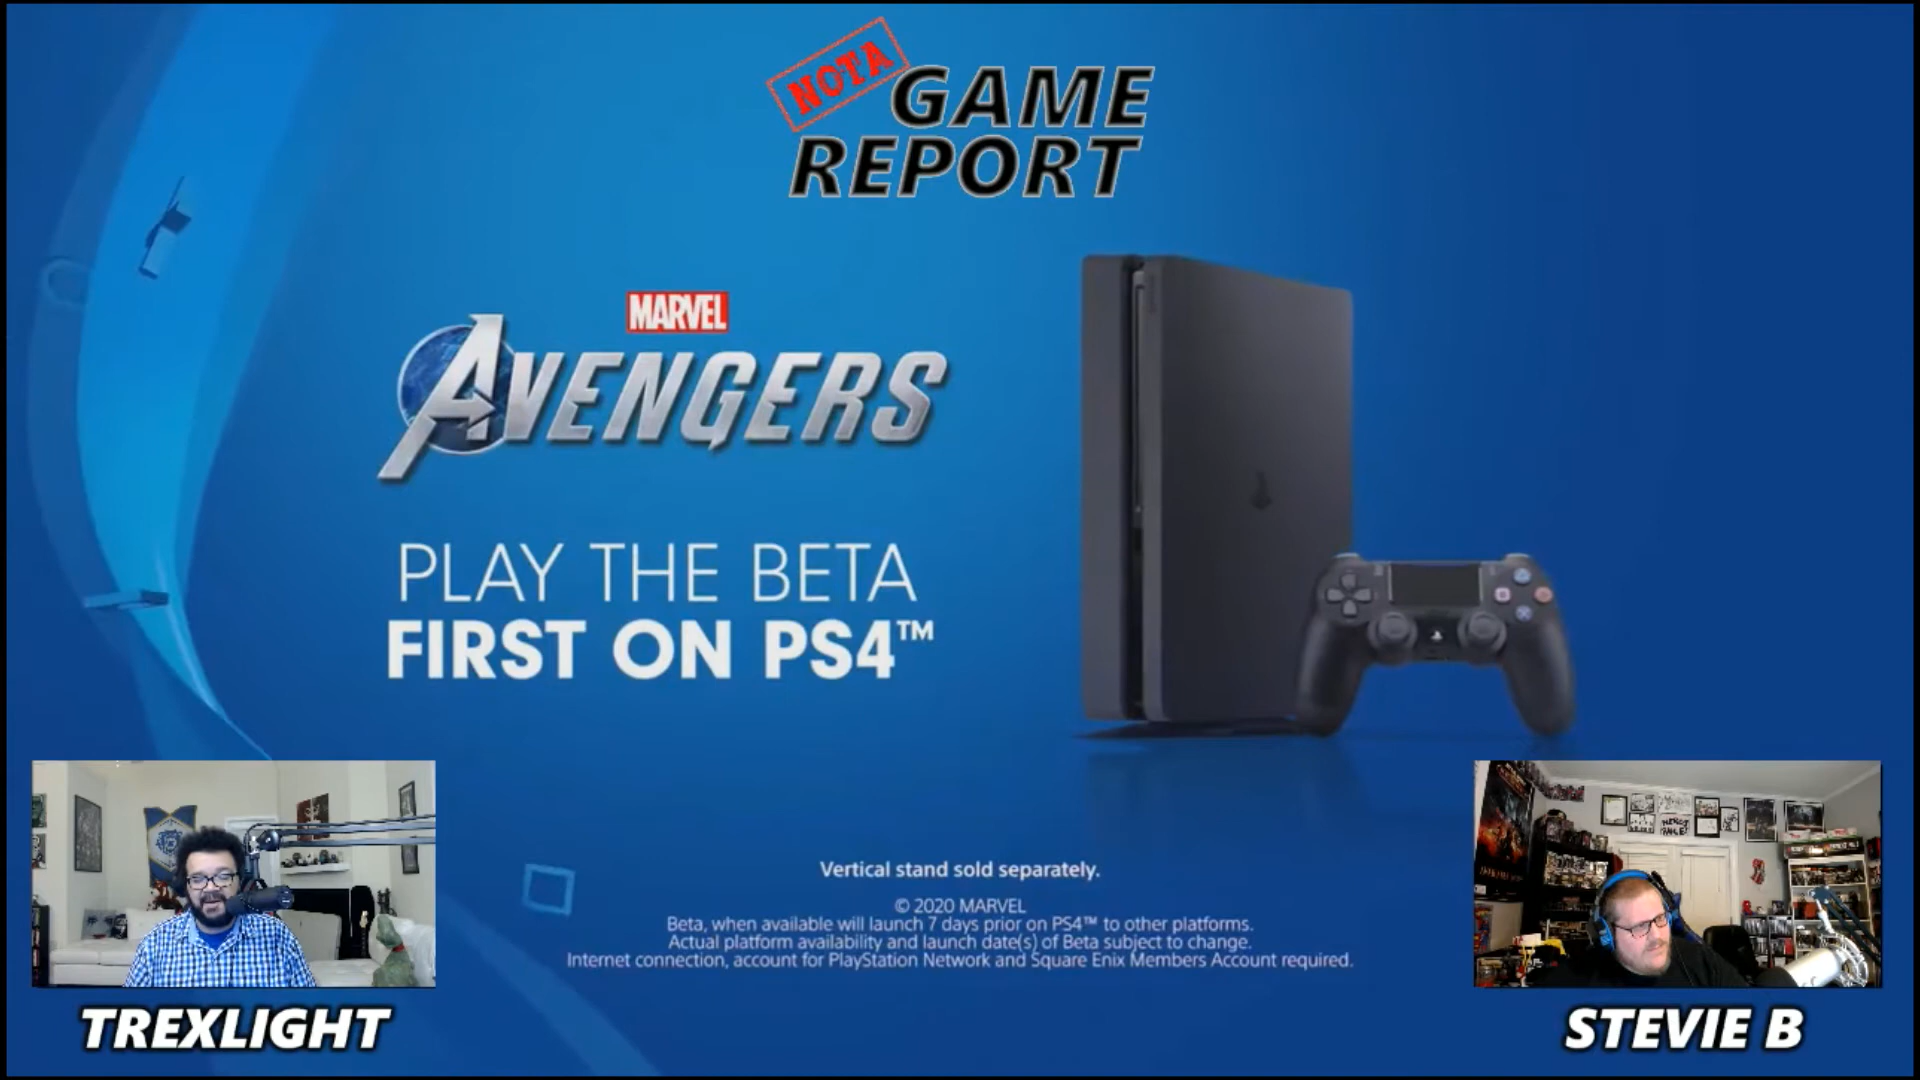 NOTA
GAME
REPORT
MARVEL
AVENGERS
PLAY THE BETA
FIRST ON PS4™
Vertical stand sold separately.
© 2020 MARVEL
Beta, when available will launch 7 days prior on PS4™ to other platforms.
Actual platform availability and launch date(s) of Beta subject to change.
Internet connection, account for PlayStation Network and Square Enix Members Account required.
TREXLIGHT
STEVIE B